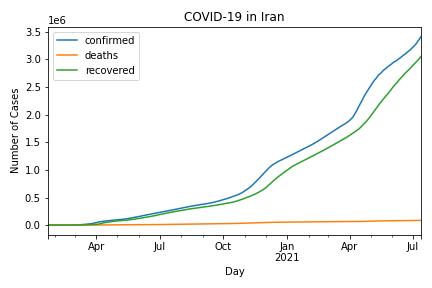 COVID-19 in Iran
1e6
confirmed
deaths
recovered
3.5
3.0
2.5
2.0
1.5
1.0
0.5
0.0
Number of Cases
Apr
Jul
Oct
Jan
2021
Apr
Jul
Day